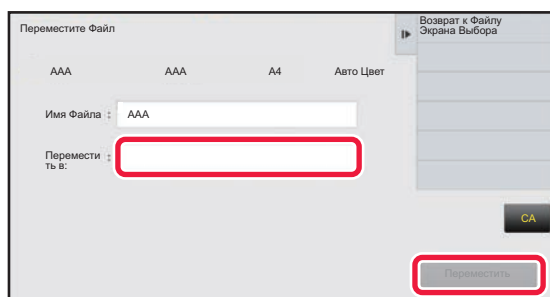 Переместите Файл
Возврат к Файлу
Экрана Выбора
AAA AAA A4 Авто Цвет
Имя Файла : AAA
Перемести :
ть в:
CA
Переместить